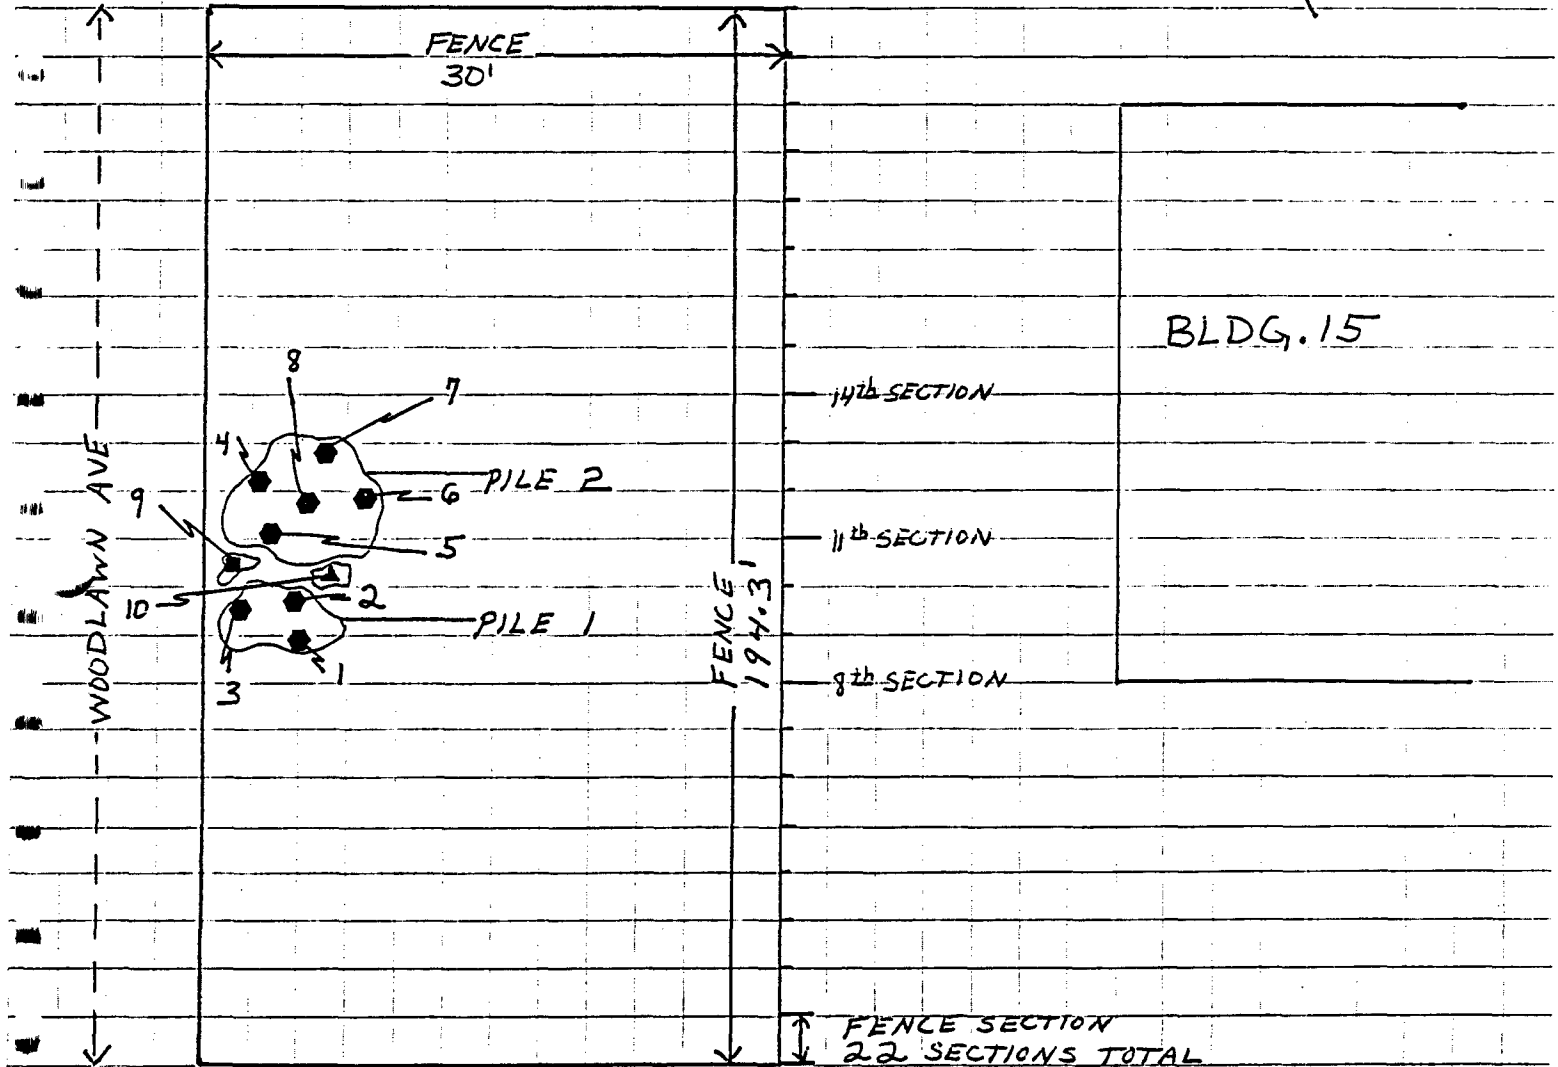 FENCE
30'
BLDG. 15
8
7
14th SECTION
4
PILE 2
6
9
5
11th SECTION
WOODLAWN AVE
10
2
PILE 1
FENCE
194.3'
3
1
8th SECTION
FENCE SECTION
22 SECTIONS TOTAL